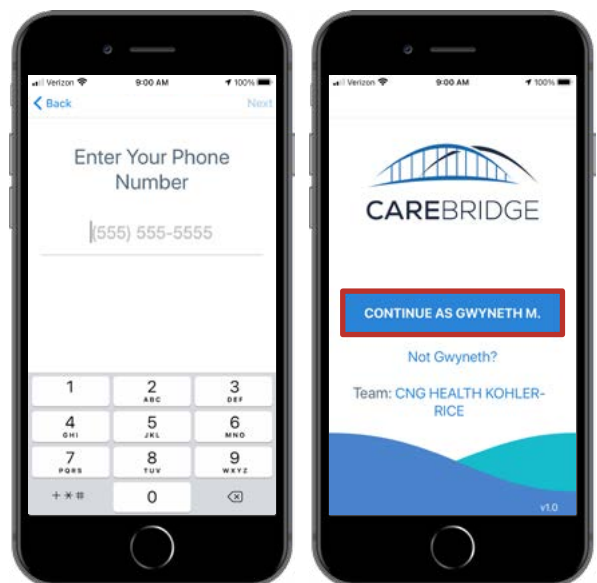 Verizon 9:00 AM 100%
Back Next
Enter Your Phone
Number
(555) 555-5555
1 2 3
ABC DEF
4 5 6
GHI JKL MNO
7 8 9
PQRS TUV WXYZ
+ * # 0
Verizon 9:00 AM 100%
CAREBRIDGE
CONTINUE AS GWYNETH M.
Not Gwyneth?
Team: CNG HEALTH KOHLER-
RICE
v1.0